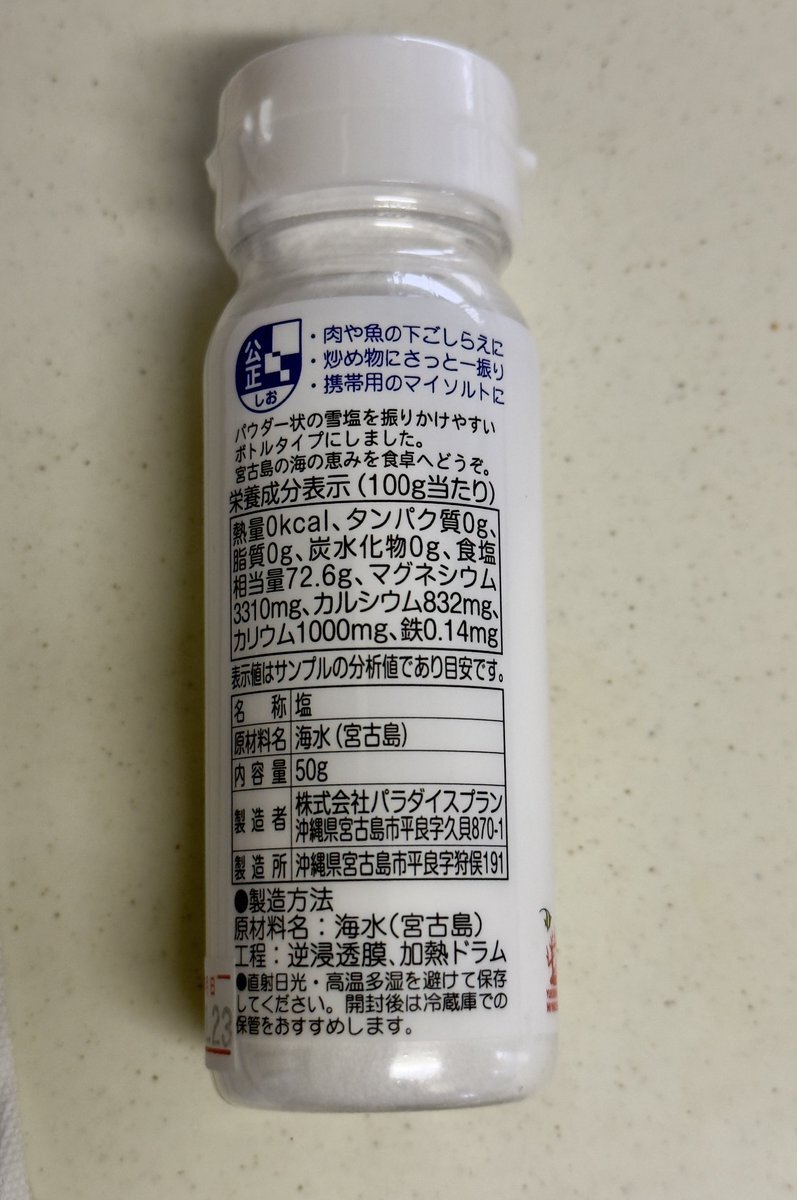 公正
しお
・肉や魚の下ごしらえに
・炒め物にさっと一振り
・携帯用のマイソルトに
パウダー状の雪塩を振りかけやすい
ボトルタイプにしました。
宮古島の海の恵みを食卓へどうぞ。
栄養成分表示(100g当たり)
熱量0kcal、タンパク質0g、
脂質0g、炭水化物0g、食塩
相当量72.6g、マグネシウム
3310mg、カルシウム832mg、
カリウム1000mg、鉄0.14mg
表示値はサンプルの分析値であり目安です。
名称 塩
原材料名 海水(宮古島)
内容量 50g
製造者 株式会社パラダイスプラン
沖縄県宮古島市平良字久貝870-1
製造所 沖縄県宮古島市平良字狩俣191
●製造方法
原材料名:海水(宮古島)
工程:逆浸透膜、加熱ドラム
●直射日光・高温多湿を避けて保存
してください。開封後は冷蔵庫での
保管をおすすめします。
.23